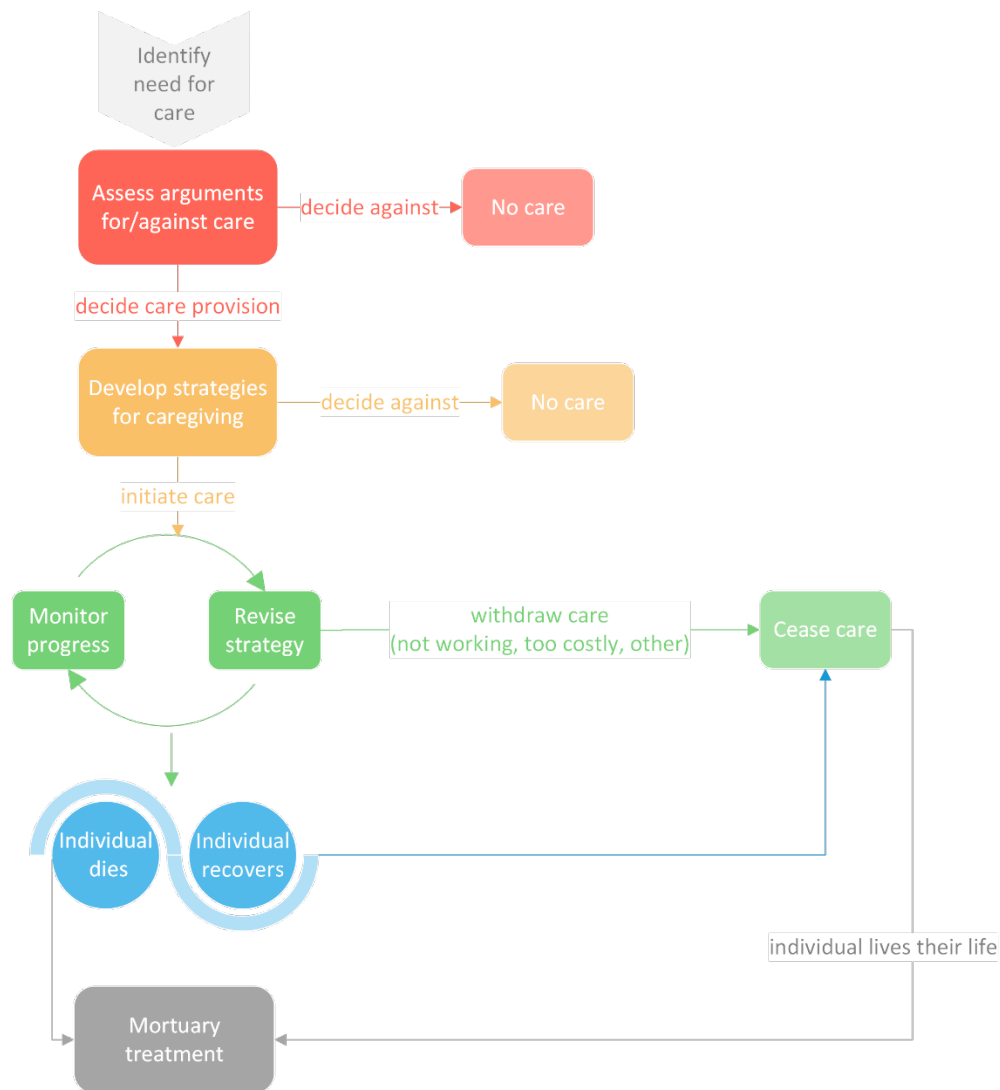 Identify
need for
care
Assess arguments
for/against care
decide against
No care
decide care provision
Develop strategies
for caregiving
decide against
No care
initiate care
Monitor
progress
Revise
strategy
withdraw care
(not working, too costly, other)
Cease care
Individual
dies
Individual
recovers
individual lives their life
Mortuary
treatment